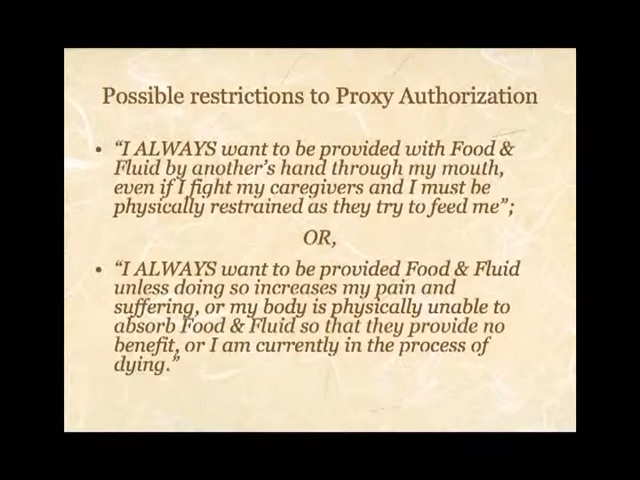 Possible restrictions to Proxy Authorization
• “I ALWAYS want to be provided with Food &
Fluid by another’s hand through my mouth,
even if I fight my caregivers and I must be
physically restrained as they try to feed me”;
OR,
• “I ALWAYS want to be provided Food & Fluid
unless doing so increases my pain and
suffering, or my body is physically unable to
absorb Food & Fluid so that they provide no
benefit, or I am currently in the process of
dying.”